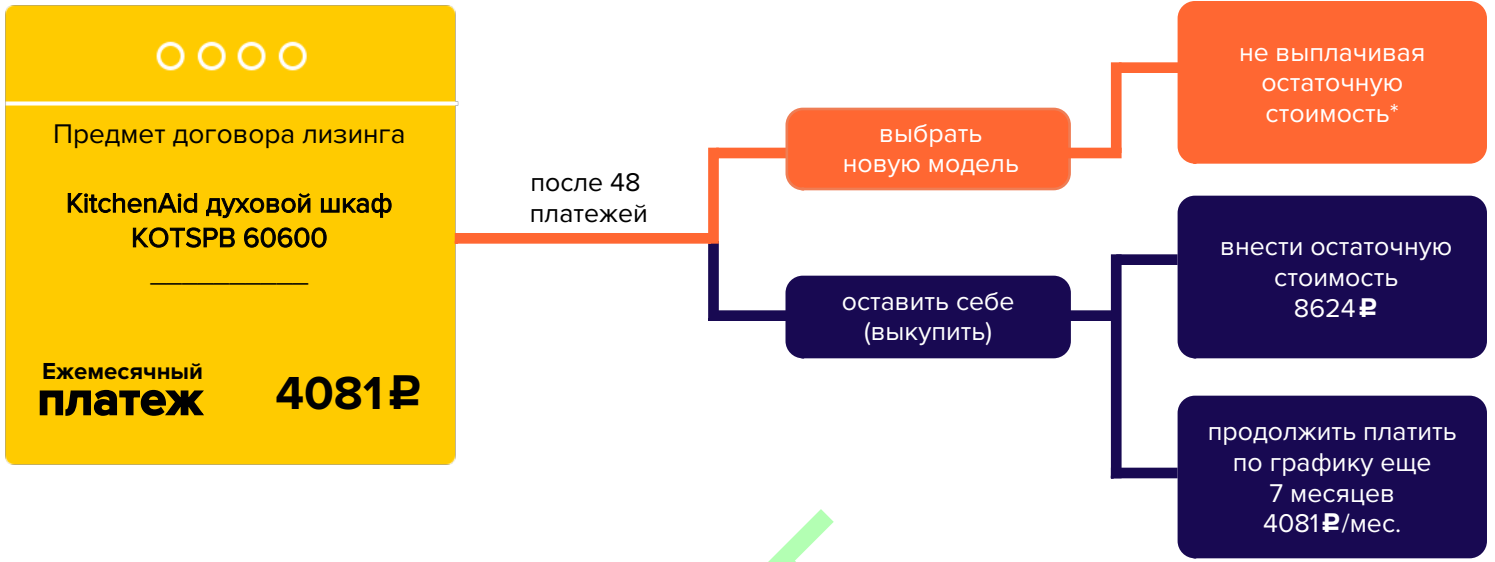 Предмет договора лизинга
KitchenAid духовой шкаф
KOTSPB 60600
Ежемесячный
платеж
4081₽
после 48
платежей
выбрать
новую модель
не выплачивая
остаточную
стоимость*
оставить себе
(выкупить)
внести остаточную
стоимость
8624₽
продолжить платить
по графику еще
7 месяцев
4081₽/мес.